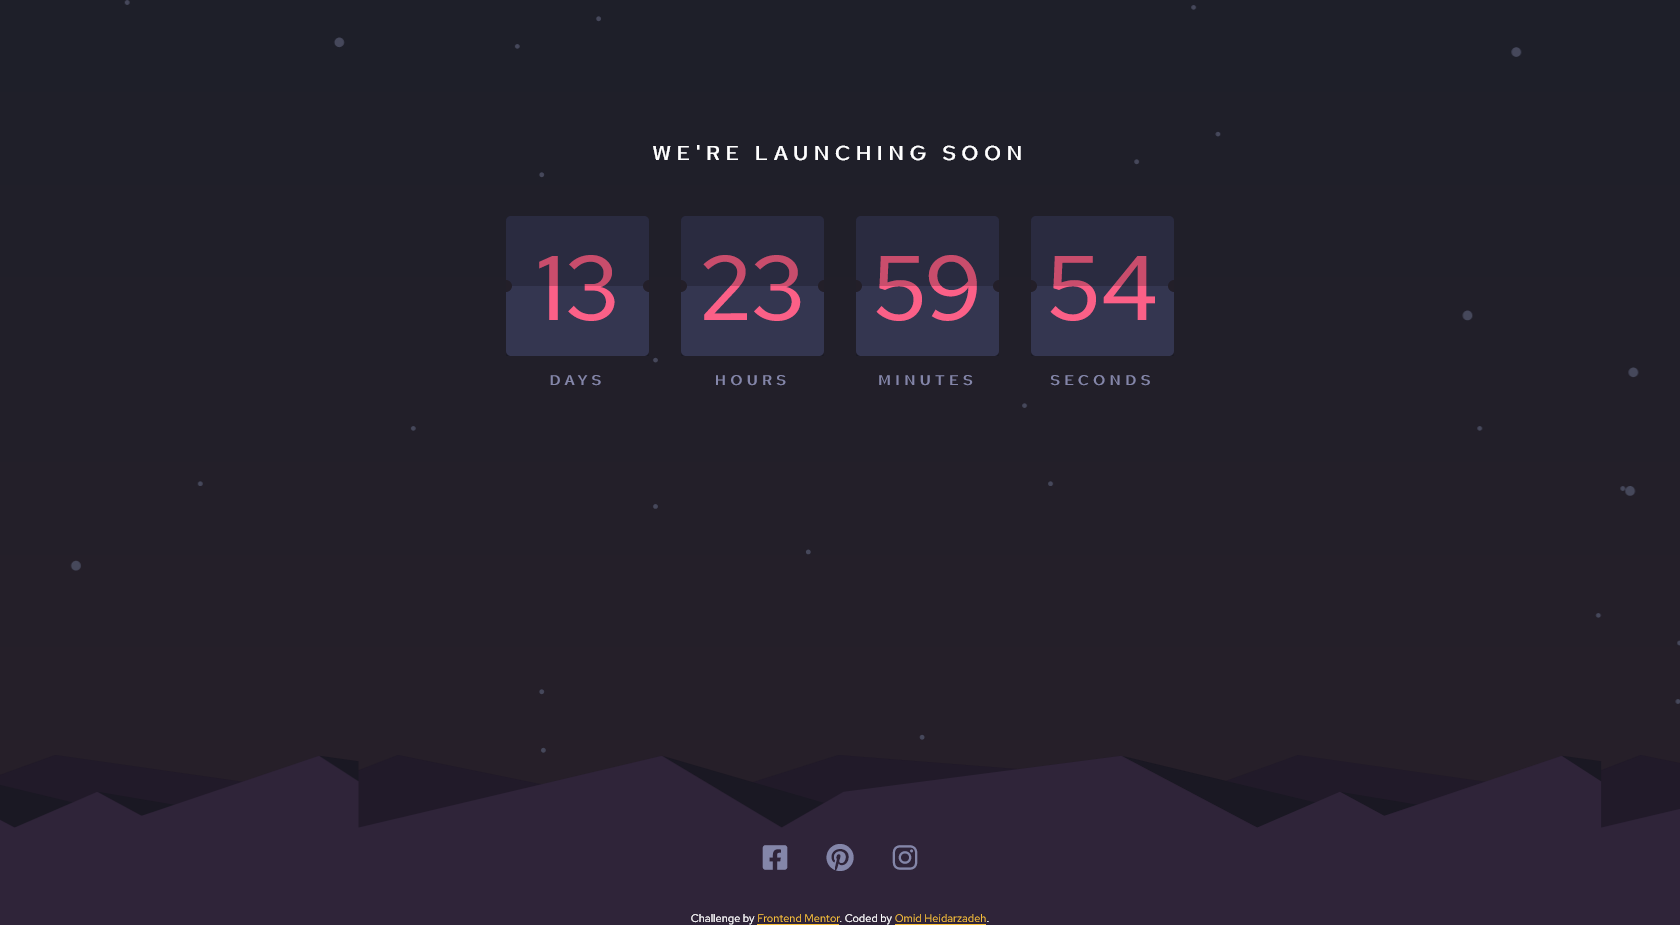 WE'RE LAUNCHING SOON
13 23 59 54
DAYS HOURS MINUTES SECONDS
Challenge by Frontend Mentor. Coded by Omid Heidarzadeh.